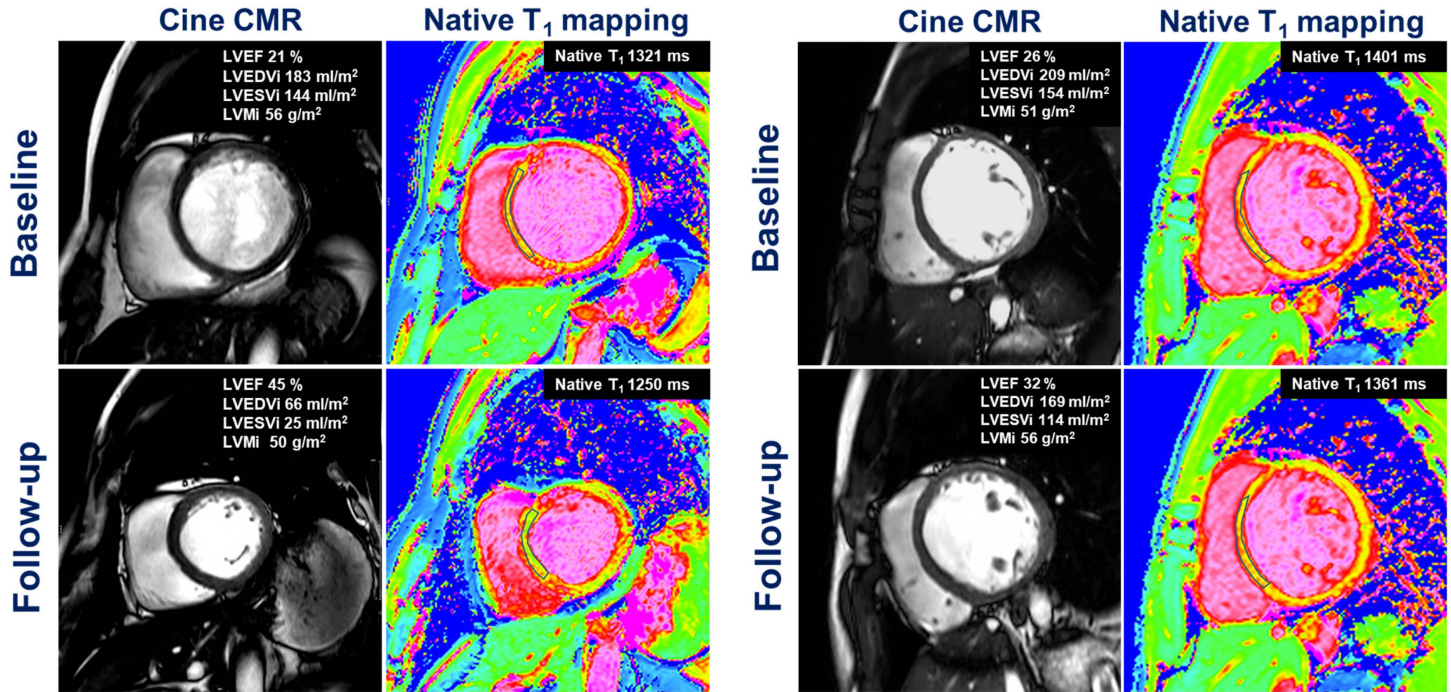 Cine CMR
Native T₁ mapping
Cine CMR
Native T₁ mapping
Baseline
LVEF 21 %
LVEDVi 183 ml/m²
LVESVi 144 ml/m²
LVMi 56 g/m²
Native T₁ 1321 ms
Baseline
LVEF 26 %
LVEDVi 209 ml/m²
LVESVi 154 ml/m²
LVMi 51 g/m²
Native T₁ 1401 ms
Follow-up
LVEF 45 %
LVEDVi 66 ml/m²
LVESVi 25 ml/m²
LVMi 50 g/m²
Native T₁ 1250 ms
Follow-up
LVEF 32 %
LVEDVi 169 ml/m²
LVESVi 114 ml/m²
LVMi 56 g/m²
Native T₁ 1361 ms